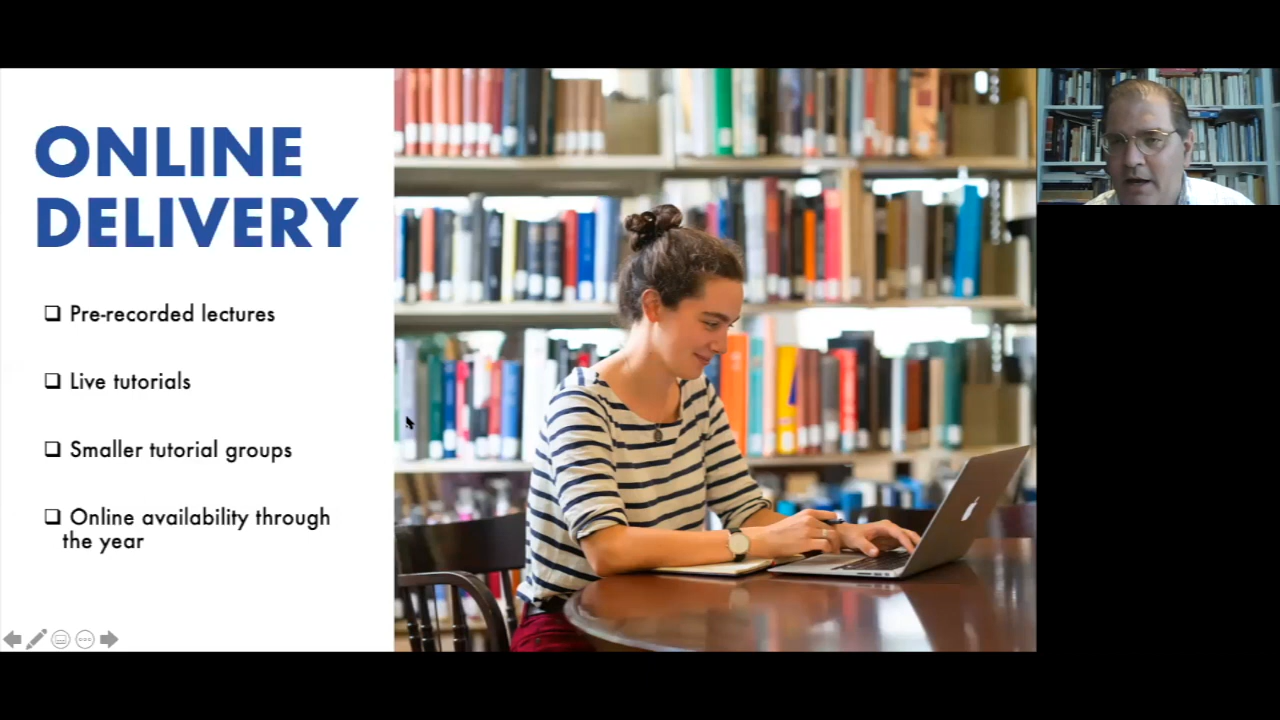 ONLINE
DELIVERY
Pre-recorded lectures
Live tutorials
Smaller tutorial groups
Online availability through
the year